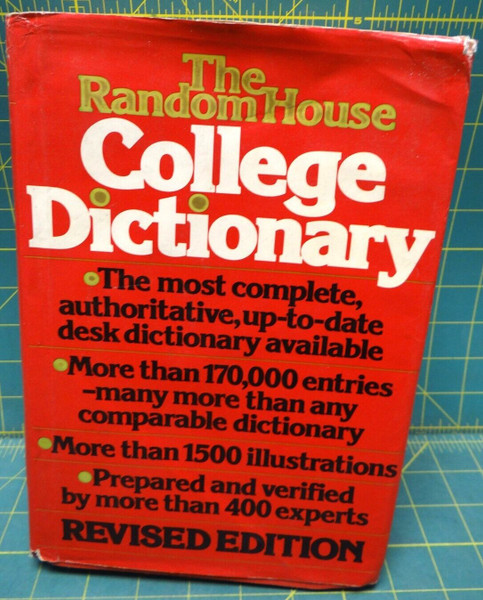 The
Random House
College
Dictionary
The most complete,
authoritative, up-to-date
desk dictionary available
More than 170,000 entries
–many more than any
comparable dictionary
More than 1500 illustrations
Prepared and verified
by more than 400 experts
REVISED EDITION